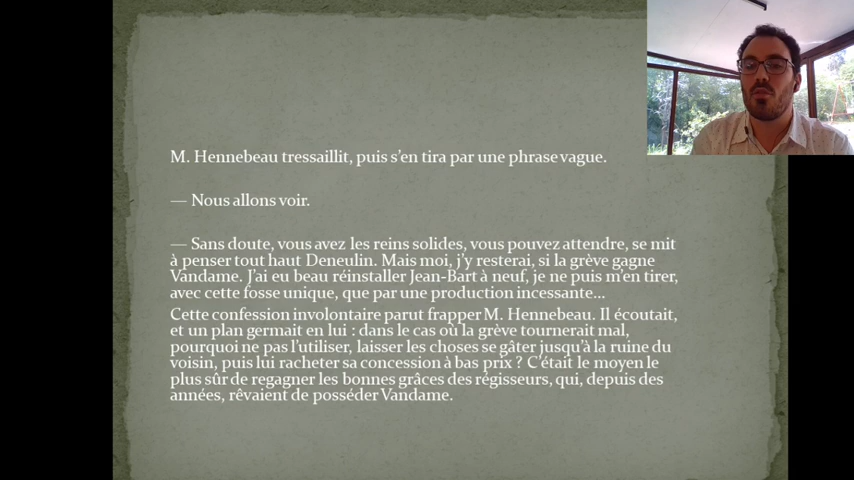 M. Hennebeau tressaillit, puis s'en tira par une phrase vague.
— Nous allons voir.
— Sans doute, vous avez les reins solides, vous pouvez attendre, se mit
à penser tout haut Deneulin. Mais moi, j'y resterai, si la grève gagne
Vandame. J'ai eu beau réinstaller Jean-Bart à neuf, je ne puis m'en tirer,
avec cette fosse unique, que par une production incessante...
Cette confession involontaire parut frapper M. Hennebeau. Il écoutait,
et un plan germait en lui : dans le cas où la grève tournerait mal,
pourquoi ne pas l'utiliser, laisser les choses se gâter jusqu'à la ruine du
voisin, puis lui racheter sa concession à bas prix ? C'était le moyen le
plus sûr de regagner les bonnes grâces des régisseurs, qui, depuis des
années, rêvaient de posséder Vandame.